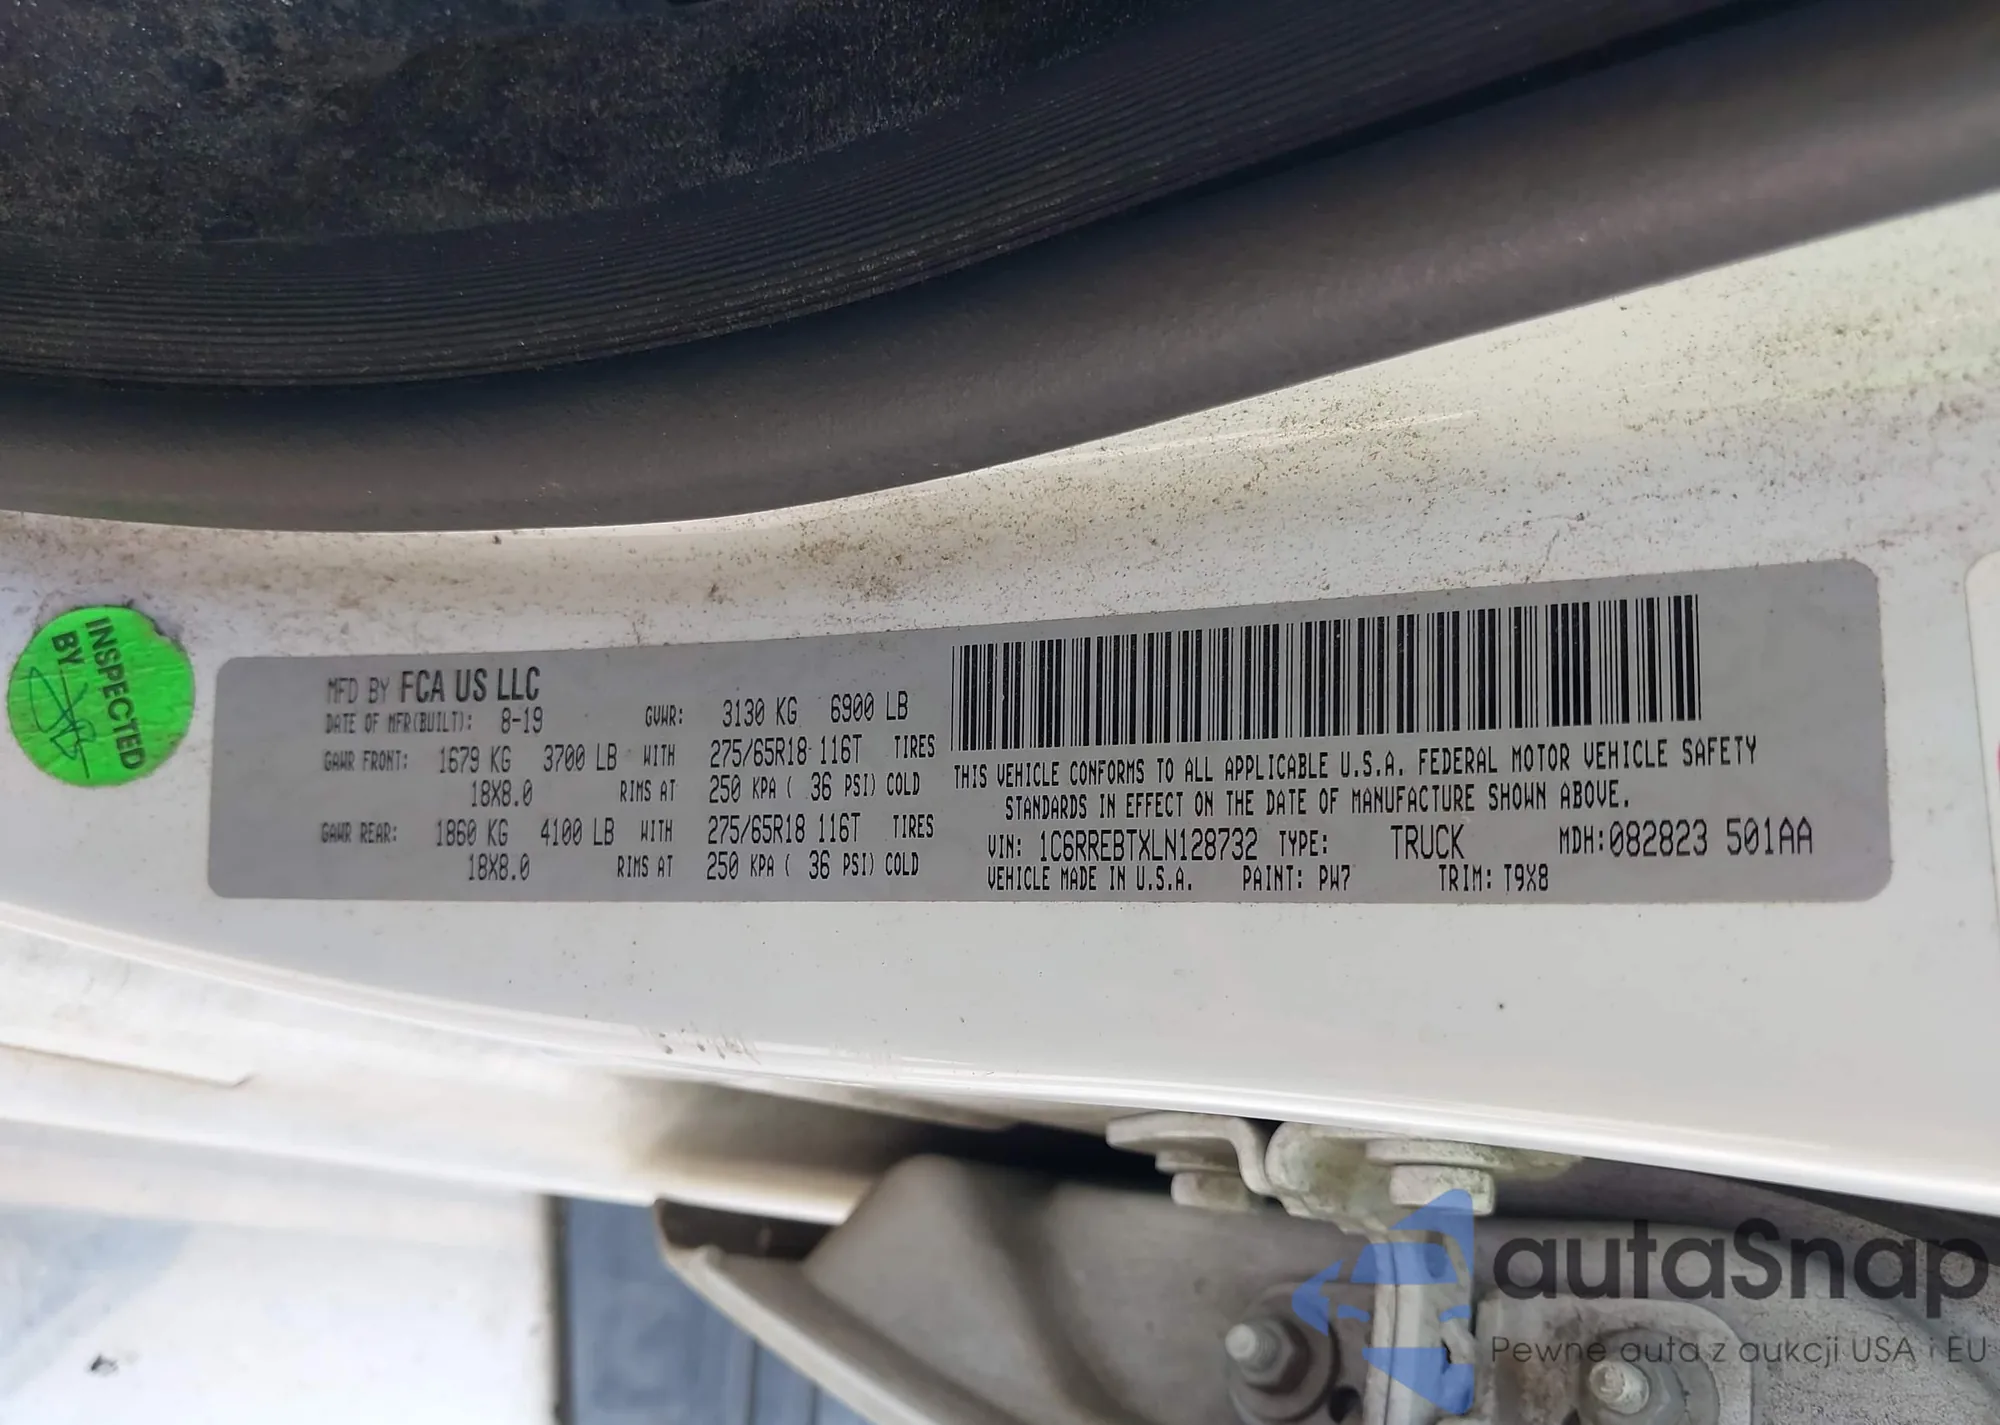 INSPECTED
BY
MFD BY FCA US LLC
DATE OF MFR(BUILT): 8-19 GVWR: 3130 KG 6900 LB
GAWR FRONT: 1679 KG 3700 LB WITH 275/65R18 116T TIRES
18X8.0 RIMS AT 250 KPA ( 36 PSI) COLD
GAWR REAR: 1860 KG 4100 LB WITH 275/65R18 116T TIRES
18X8.0 RIMS AT 250 KPA ( 36 PSI) COLD
THIS VEHICLE CONFORMS TO ALL APPLICABLE U.S.A. FEDERAL MOTOR VEHICLE SAFETY
STANDARDS IN EFFECT ON THE DATE OF MANUFACTURE SHOWN ABOVE.
VIN: 1C6RREBTXLN128732 TYPE: TRUCK MDH:082823 501AA
VEHICLE MADE IN U.S.A. PAINT: PW7 TRIM: T9X8
autaSnap
Pewne auta z aukcji USA i EU